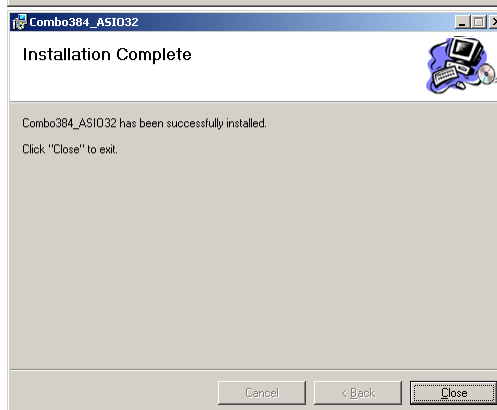 Combo384_ASIO32
Installation Complete
Combo384_ASIO32 has been successfully installed.
Click "Close" to exit.
Cancel
< Back
Close